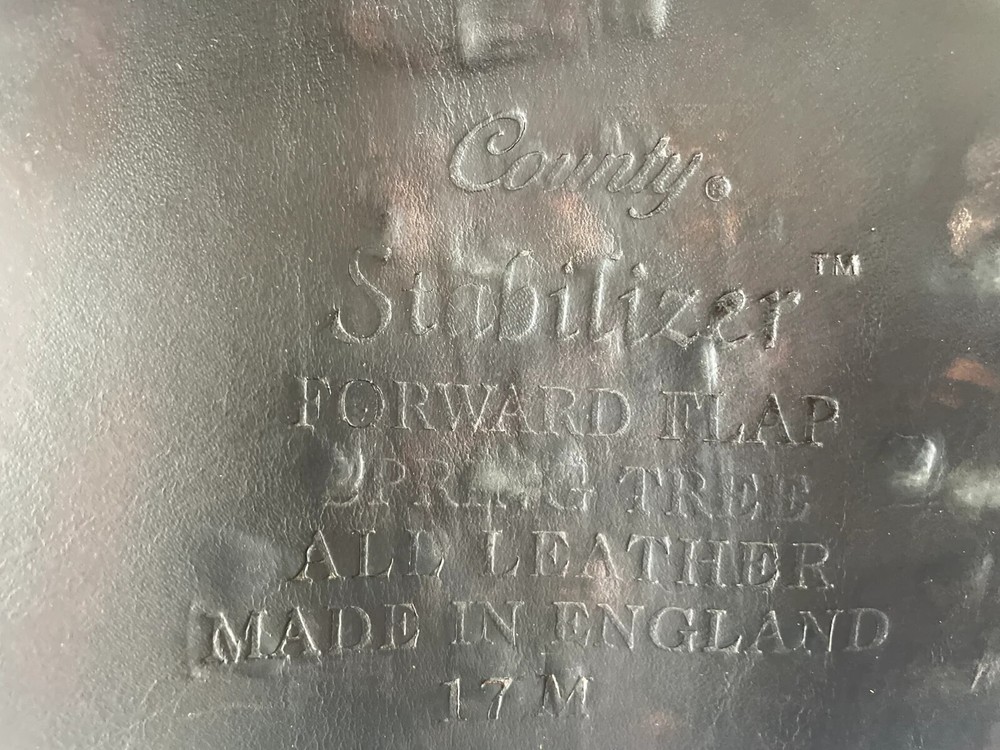 County®
Stabilizer™
FORWARD FLAP
SPRING TREE
ALL LEATHER
MADE IN ENGLAND
17 M